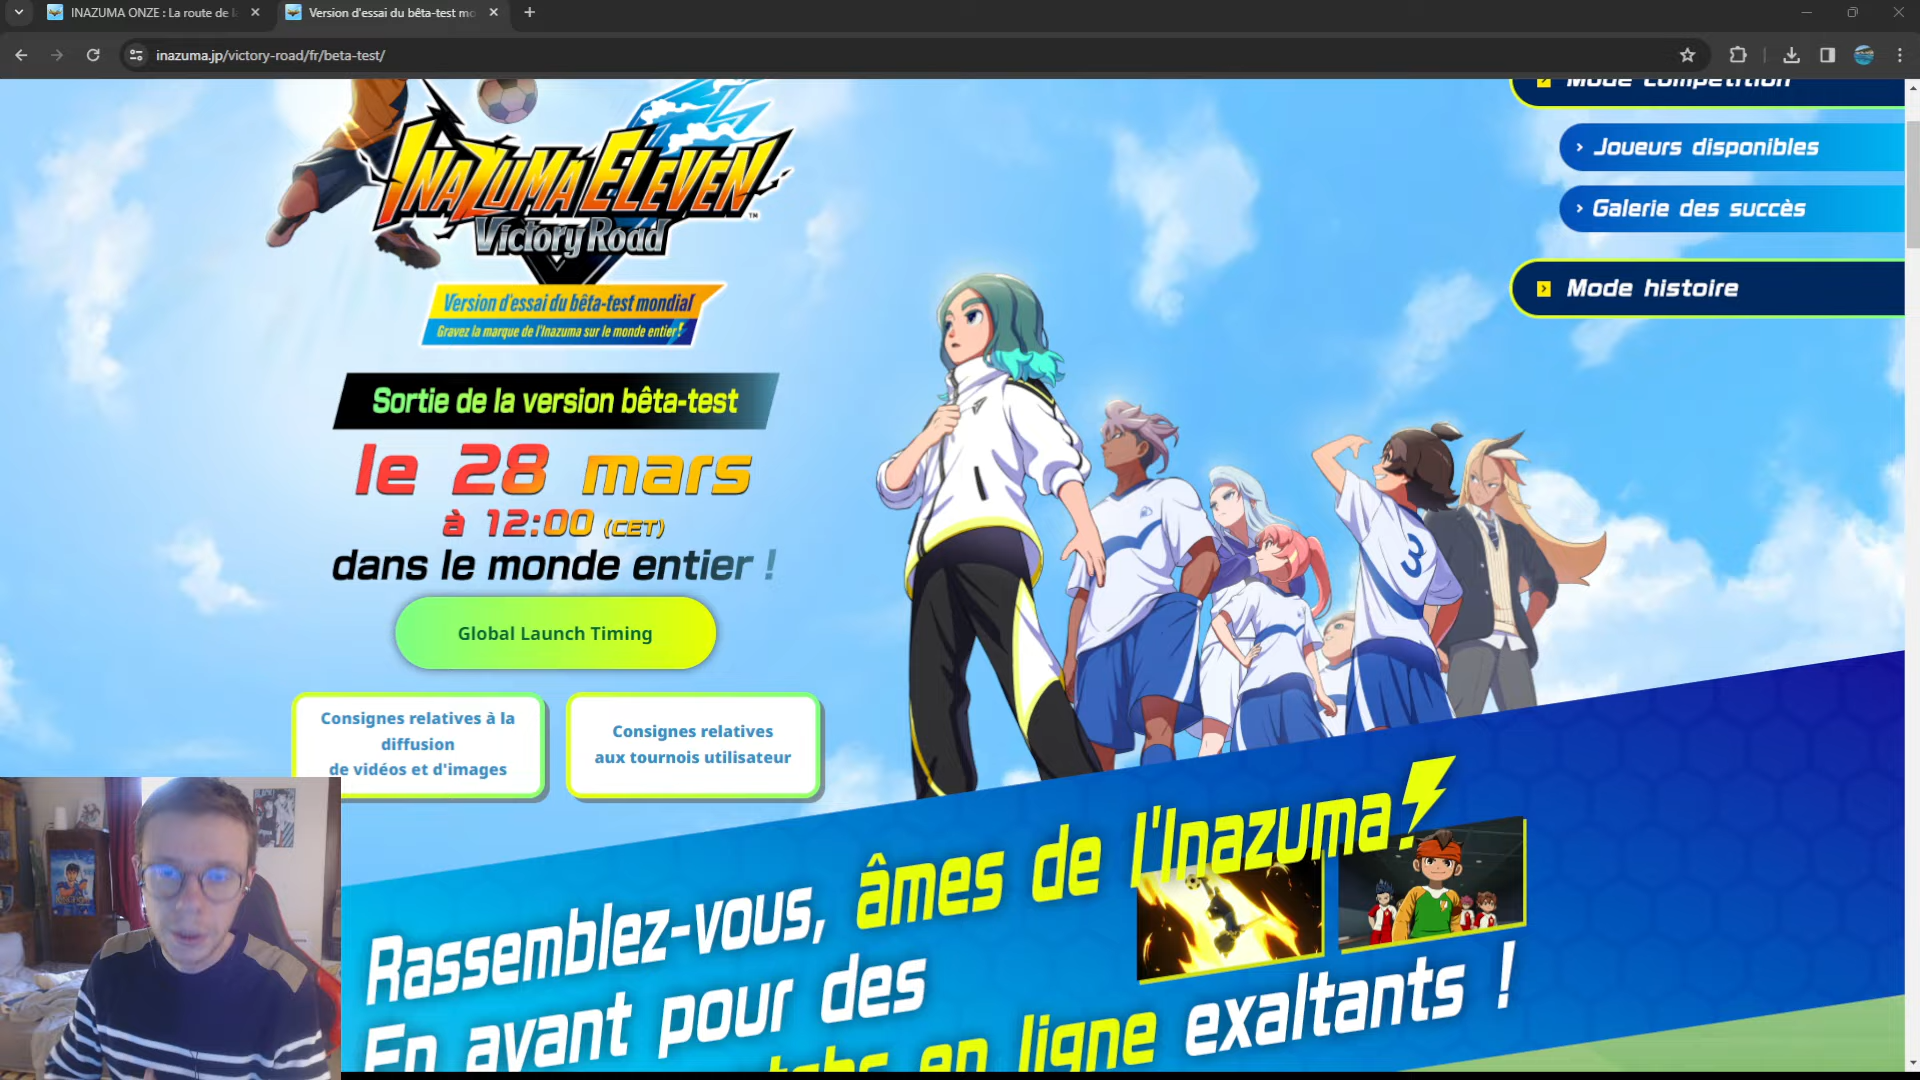 INAZUMA ONZE : La route de l
Version d'essai du bêta-test mo
inazuma.jp/victory-road/fr/beta-test/
INAZUMA ELEVEN
Victory Road
TM
Version d'essai du bêta-test mondial
Gravez la marque de l'Inazuma sur le monde entier !
Mode compétition
Joueurs disponibles
Galerie des succès
Mode histoire
Sortie de la version bêta-test
le 28 mars
à 12:00 (CET)
dans le monde entier !
Global Launch Timing
Consignes relatives à la
diffusion
de vidéos et d'images
Consignes relatives
aux tournois utilisateur
3
Rassemblez-vous, âmes de l'Inazuma!
En avant pour des
en ligne exaltants !